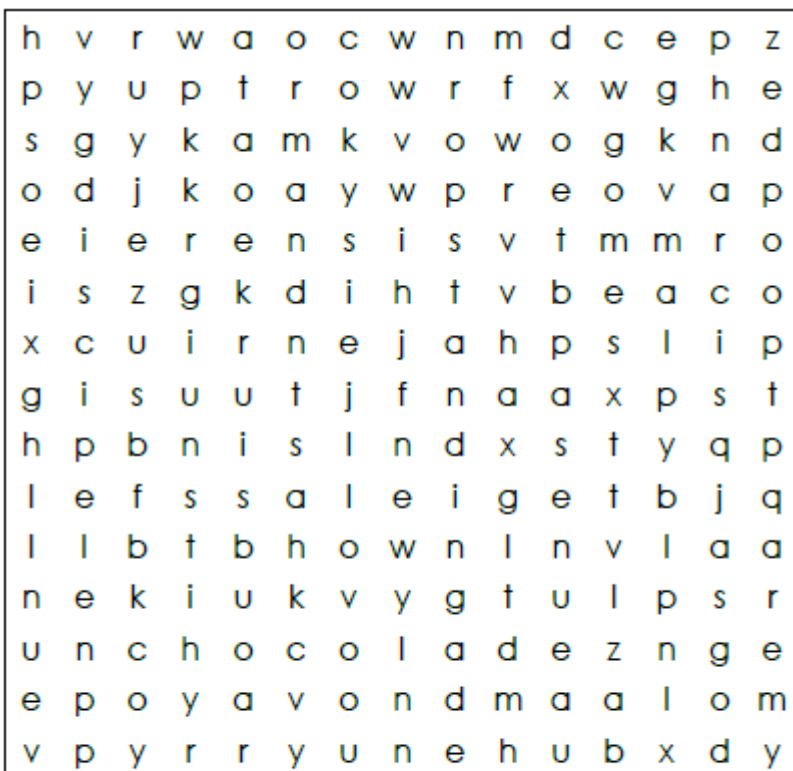 h v r w a o c w n m d c e p z
p y u p t r o w r f x w g h e
s g y k a m k v o w o g k n d
o d j k o a y w p r e o v a p
e i e r e n s i s v t m m r o
i s z g k d i h t v b e a c o
x c u i r n e j a h p s l i p
g i s u u t j f n a a x p s t
h p b n i s l n d x s t y q p
l e f s s a l e i g e t b j q
l l b t b h o w n l n v l a a
n e k i u k v y g t u l p s r
u n c h o c o l a d e z n g e
e p o y a v o n d m a a l o m
v p y r r y u n e h u b x d y